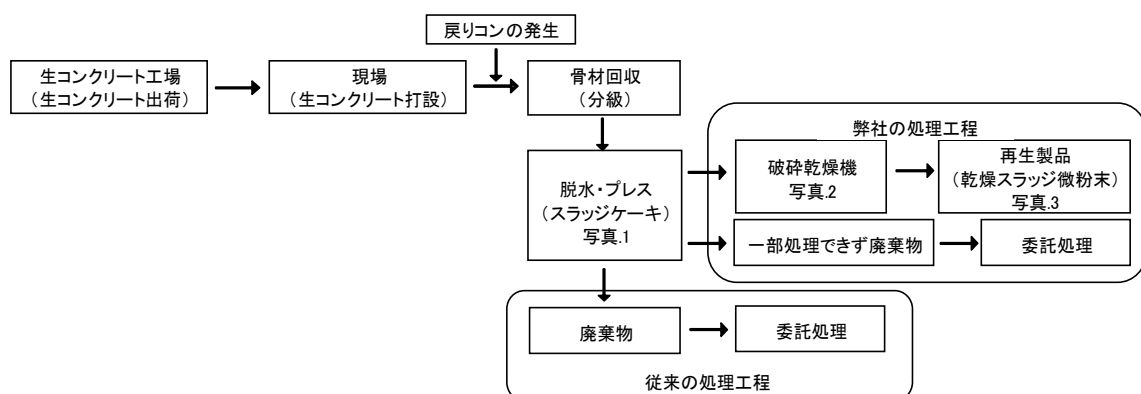 戻りコンの発生
生コンクリート工場
（生コンクリート出荷）
現場
（生コンクリート打設）
骨材回収
（分級）
弊社の処理工程
脱水・プレス
（スラッジケーキ）
写真.1
破砕乾燥機
写真.2
再生製品
（乾燥スラッジ微粉末）
写真.3
一部処理できず廃棄物
委託処理
廃棄物
委託処理
従来の処理工程